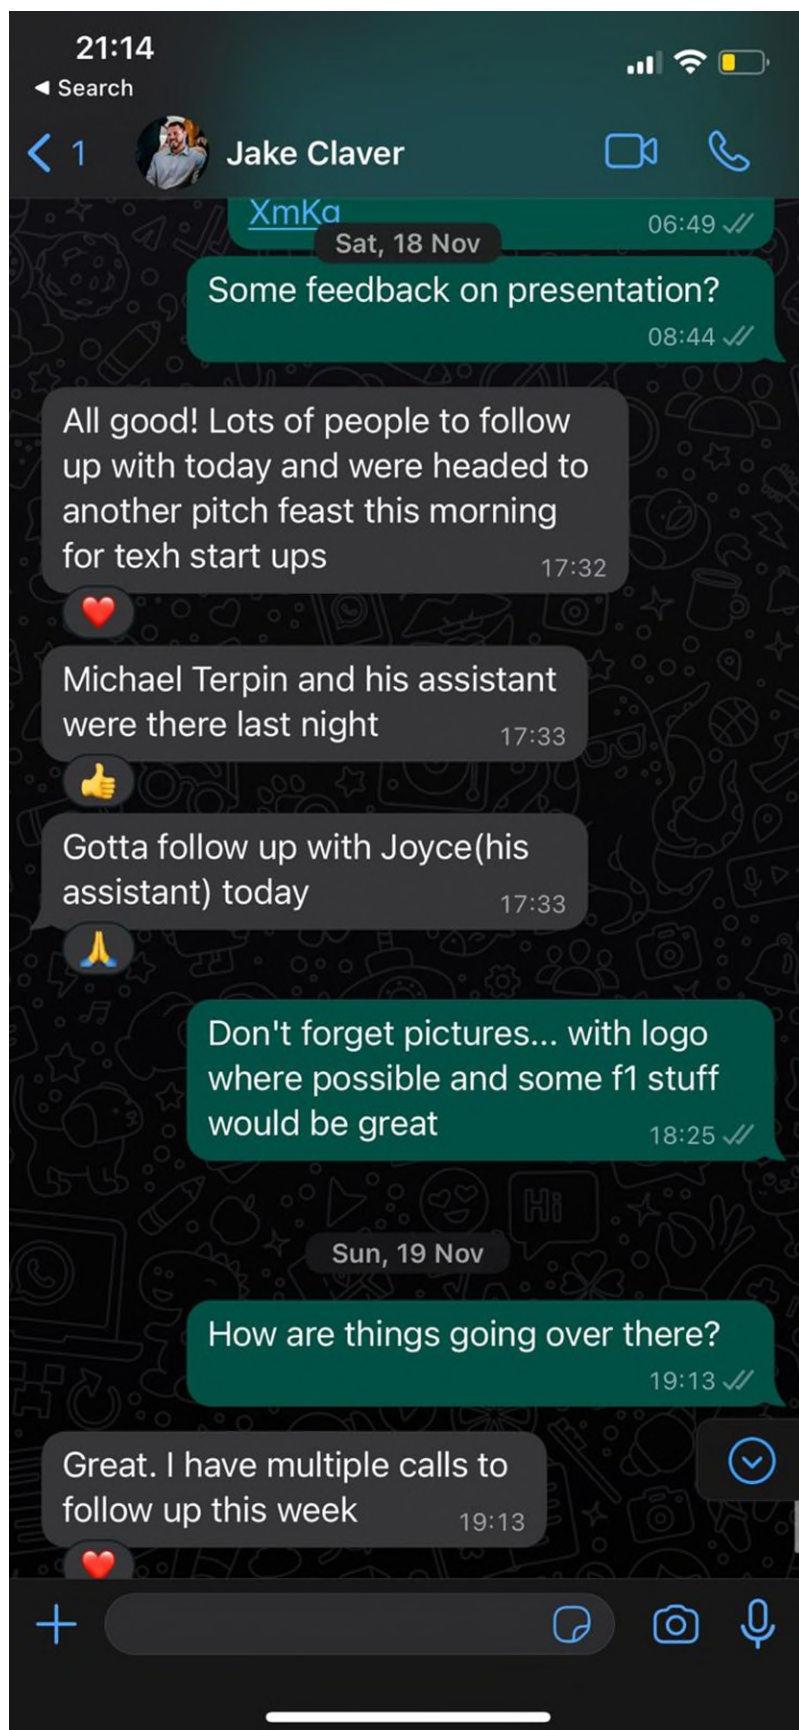 21:14
◀ Search
1
Jake Claver
XmKg
06:49
Sat, 18 Nov
Some feedback on presentation?
08:44
All good! Lots of people to follow
up with today and were headed to
another pitch feast this morning
for texh start ups
17:32
Michael Terpin and his assistant
were there last night
17:33
Gotta follow up with Joyce(his
assistant) today
17:33
Don't forget pictures... with logo
where possible and some f1 stuff
would be great
18:25
Hi
Sun, 19 Nov
How are things going over there?
19:13
Great. I have multiple calls to
follow up this week
19:13